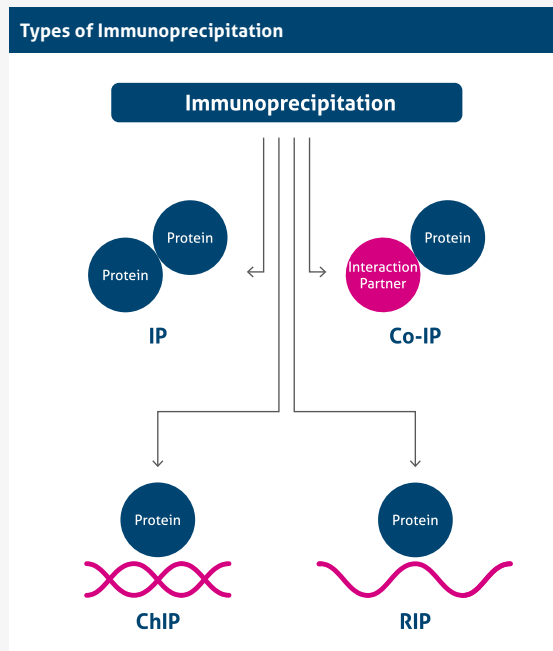 Types of Immunoprecipitation
Immunoprecipitation
Protein
Protein
IP
Protein
Interaction
Partner
Co-IP
Protein
ChIP
Protein
RIP